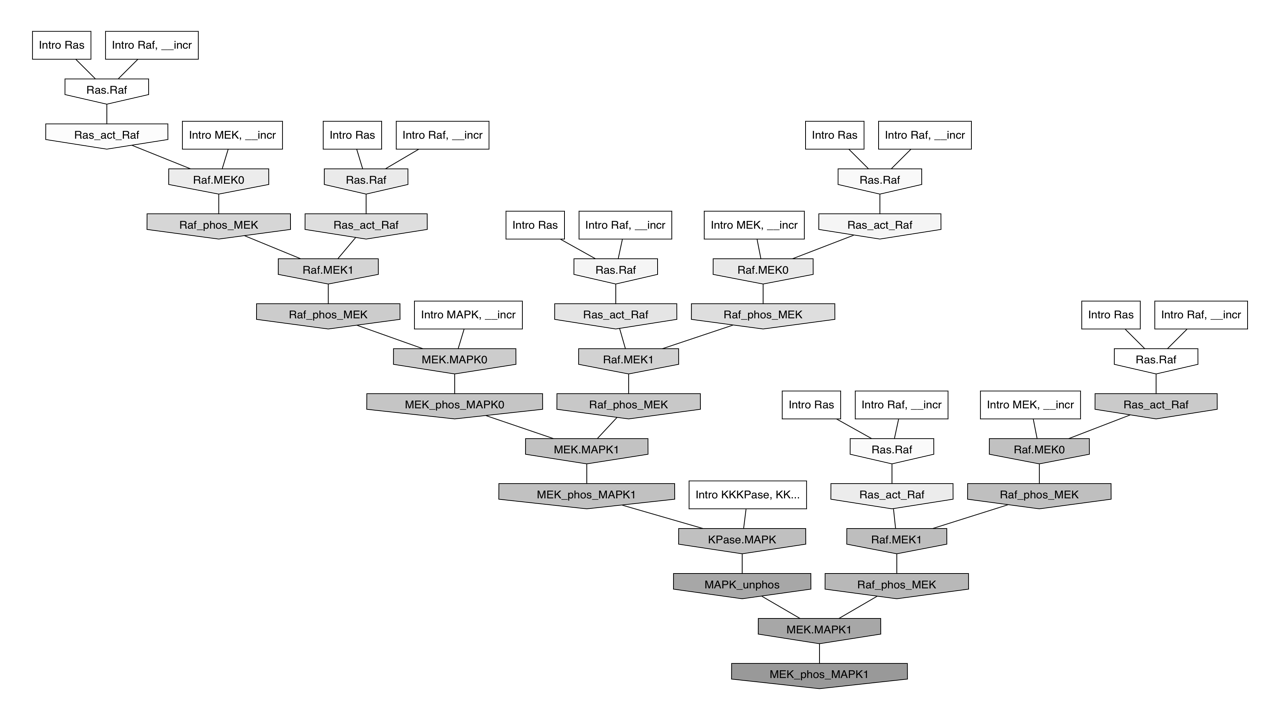 Intro Ras
Intro Raf, __incr
Ras.Raf
Ras_act_Raf
Intro MEK, __incr
Intro Ras
Intro Raf, __incr
Intro Ras
Intro Raf, __incr
Raf.MEK0
Ras.Raf
Ras.Raf
Raf_phos_MEK
Ras_act_Raf
Intro Ras
Intro Raf, __incr
Intro MEK, __incr
Ras_act_Raf
Raf.MEK1
Ras.Raf
Raf.MEK0
Raf_phos_MEK
Intro MAPK, __incr
Ras_act_Raf
Raf_phos_MEK
Intro Ras
Intro Raf, __incr
MEK.MAPK0
Raf.MEK1
Ras.Raf
MEK_phos_MAPK0
Raf_phos_MEK
Intro Ras
Intro Raf, __incr
Intro MEK, __incr
Ras_act_Raf
MEK.MAPK1
Ras.Raf
Raf.MEK0
MEK_phos_MAPK1
Intro KKKPase, KK...
Ras_act_Raf
Raf_phos_MEK
KPase.MAPK
Raf.MEK1
MAPK_unphos
Raf_phos_MEK
MEK.MAPK1
MEK_phos_MAPK1